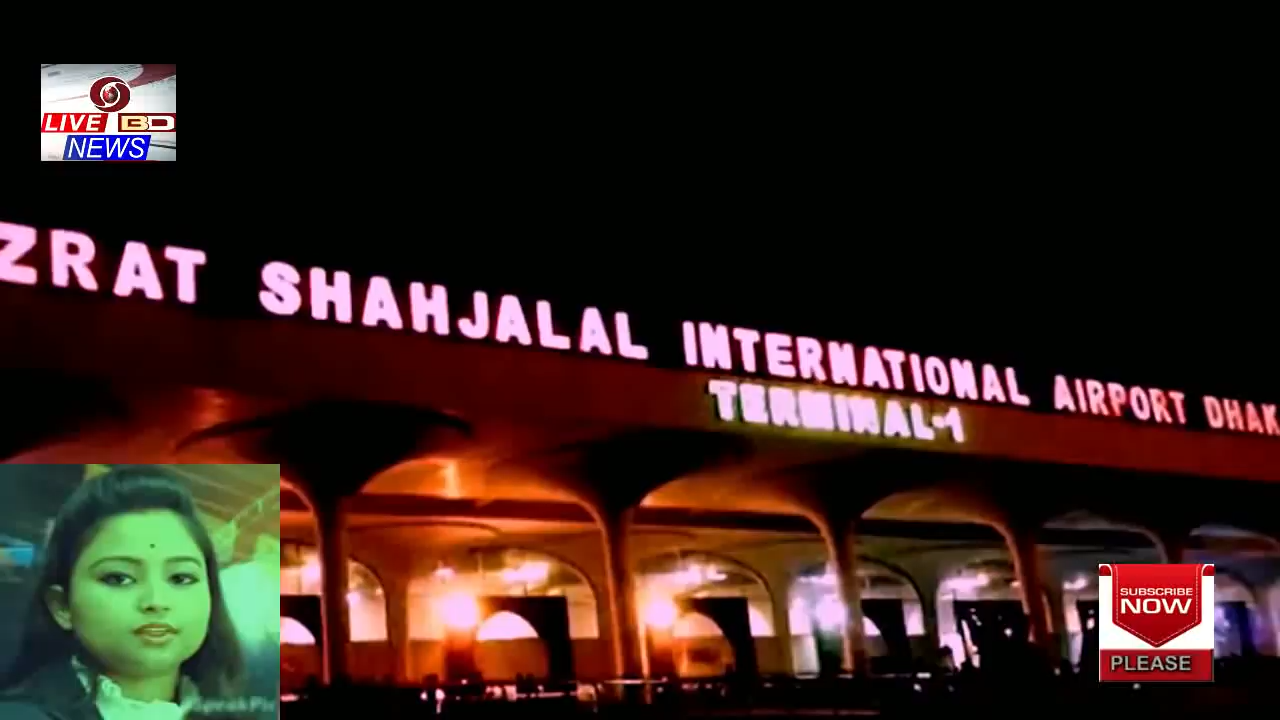 LIVE BD
NEWS
ZRAT SHAHJALAL INTERNATIONAL AIRPORT DHAK
TERMINAL-1
SUBSCRIBE
NOW
PLEASE